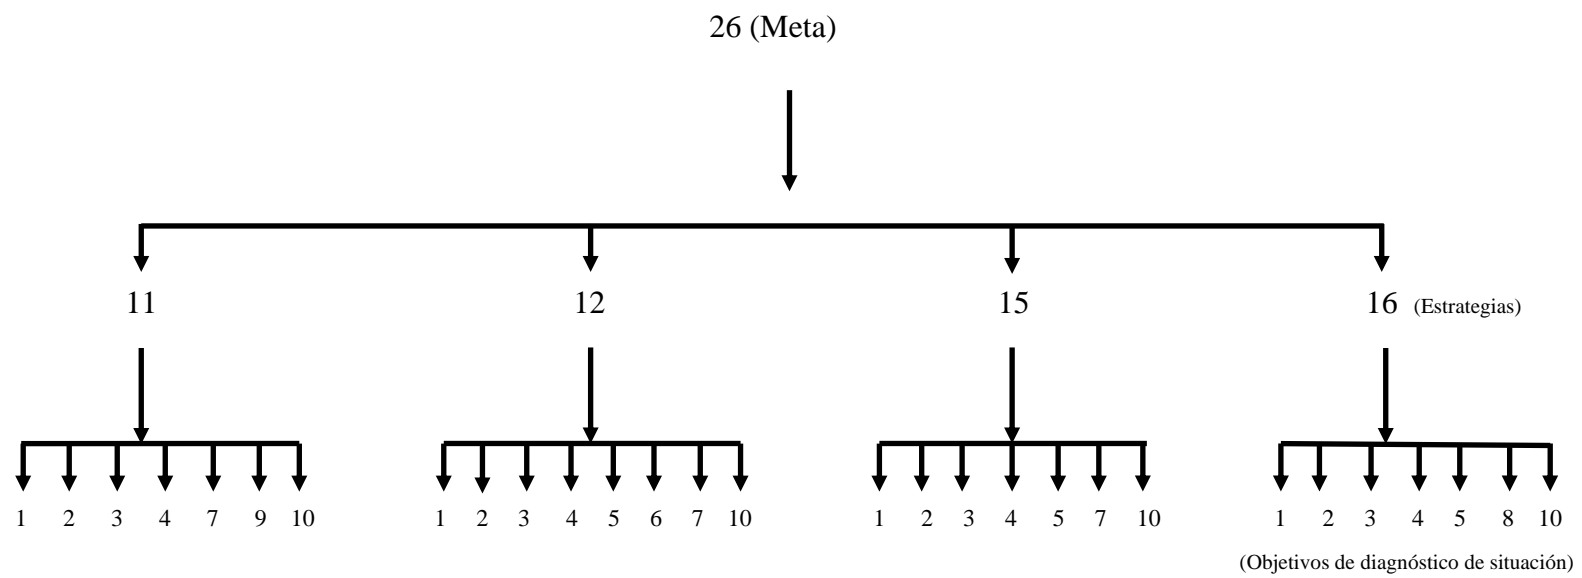 26 (Meta)
11 12 15 16 (Estrategias)
1 2 3 4 7 9 10 1 2 3 4 5 6 7 10 1 2 3 4 5 7 10 1 2 3 4 5 8 10
(Objetivos de diagnóstico de situación)